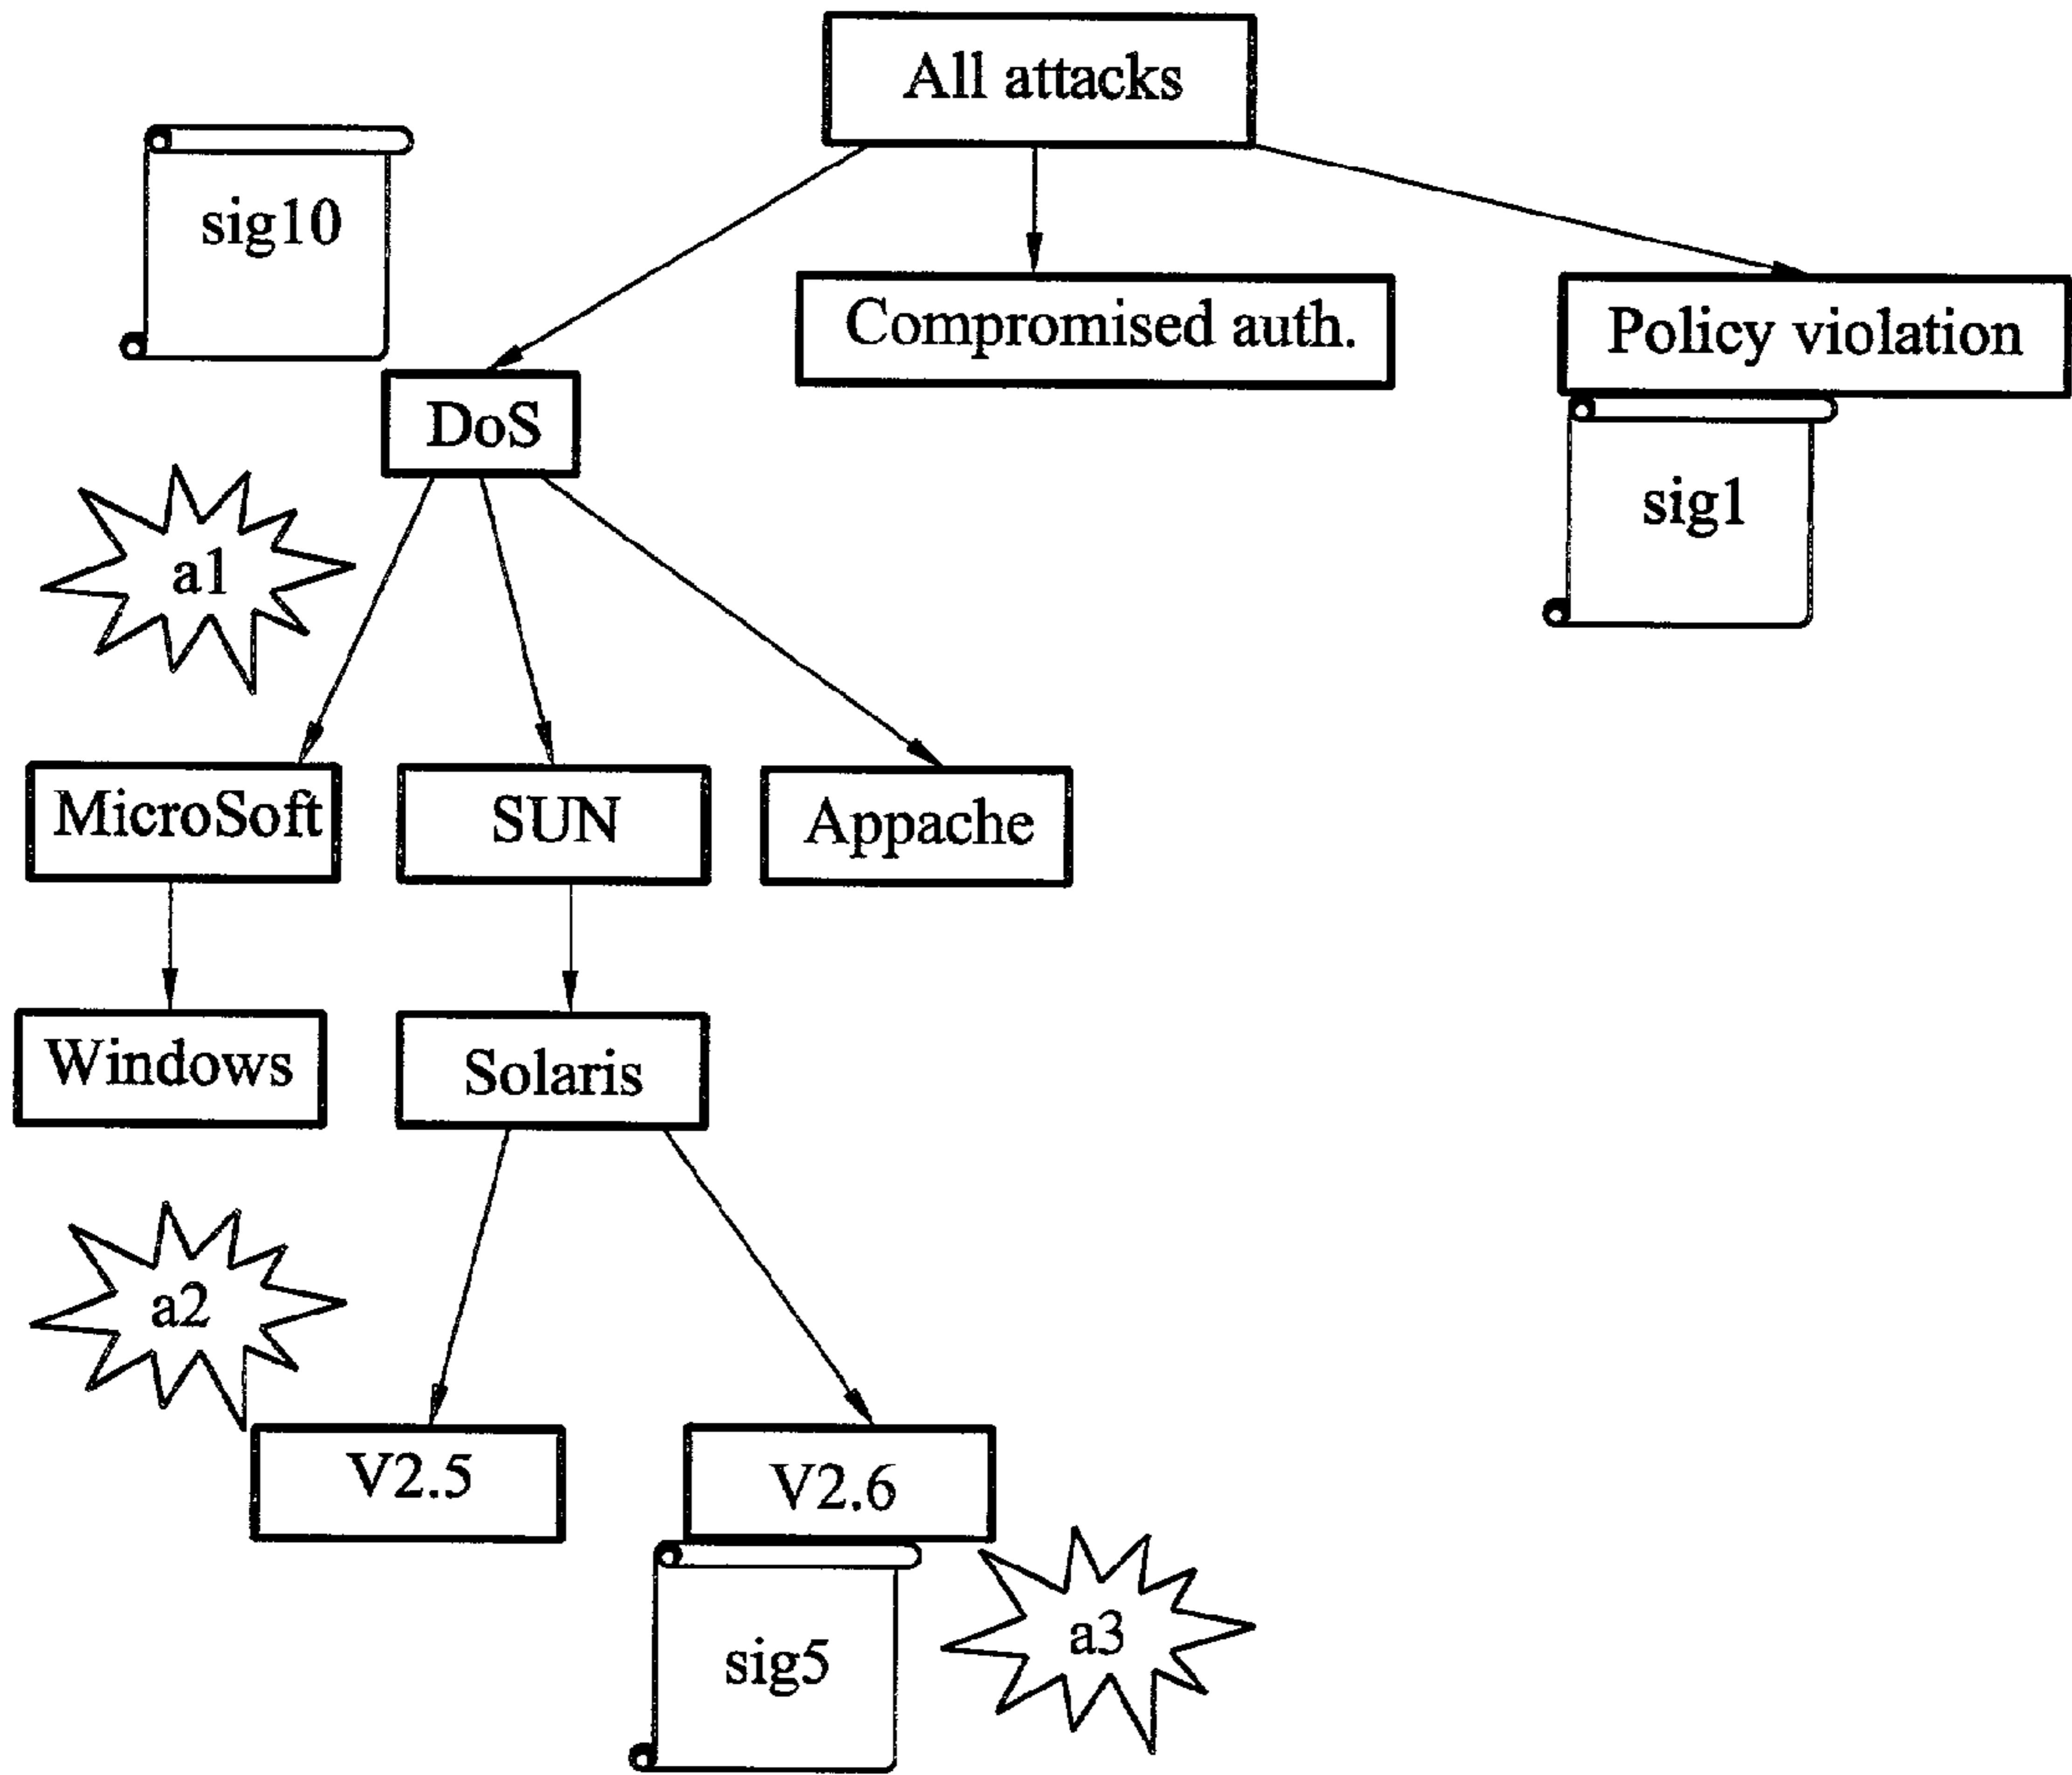 All attacks
sig10
Compromised auth.
Policy violation
DoS
sig1
a1
MicroSoft
SUN
Appache
Windows
Solaris
a2
V2.5
V2.6
a3
sig5